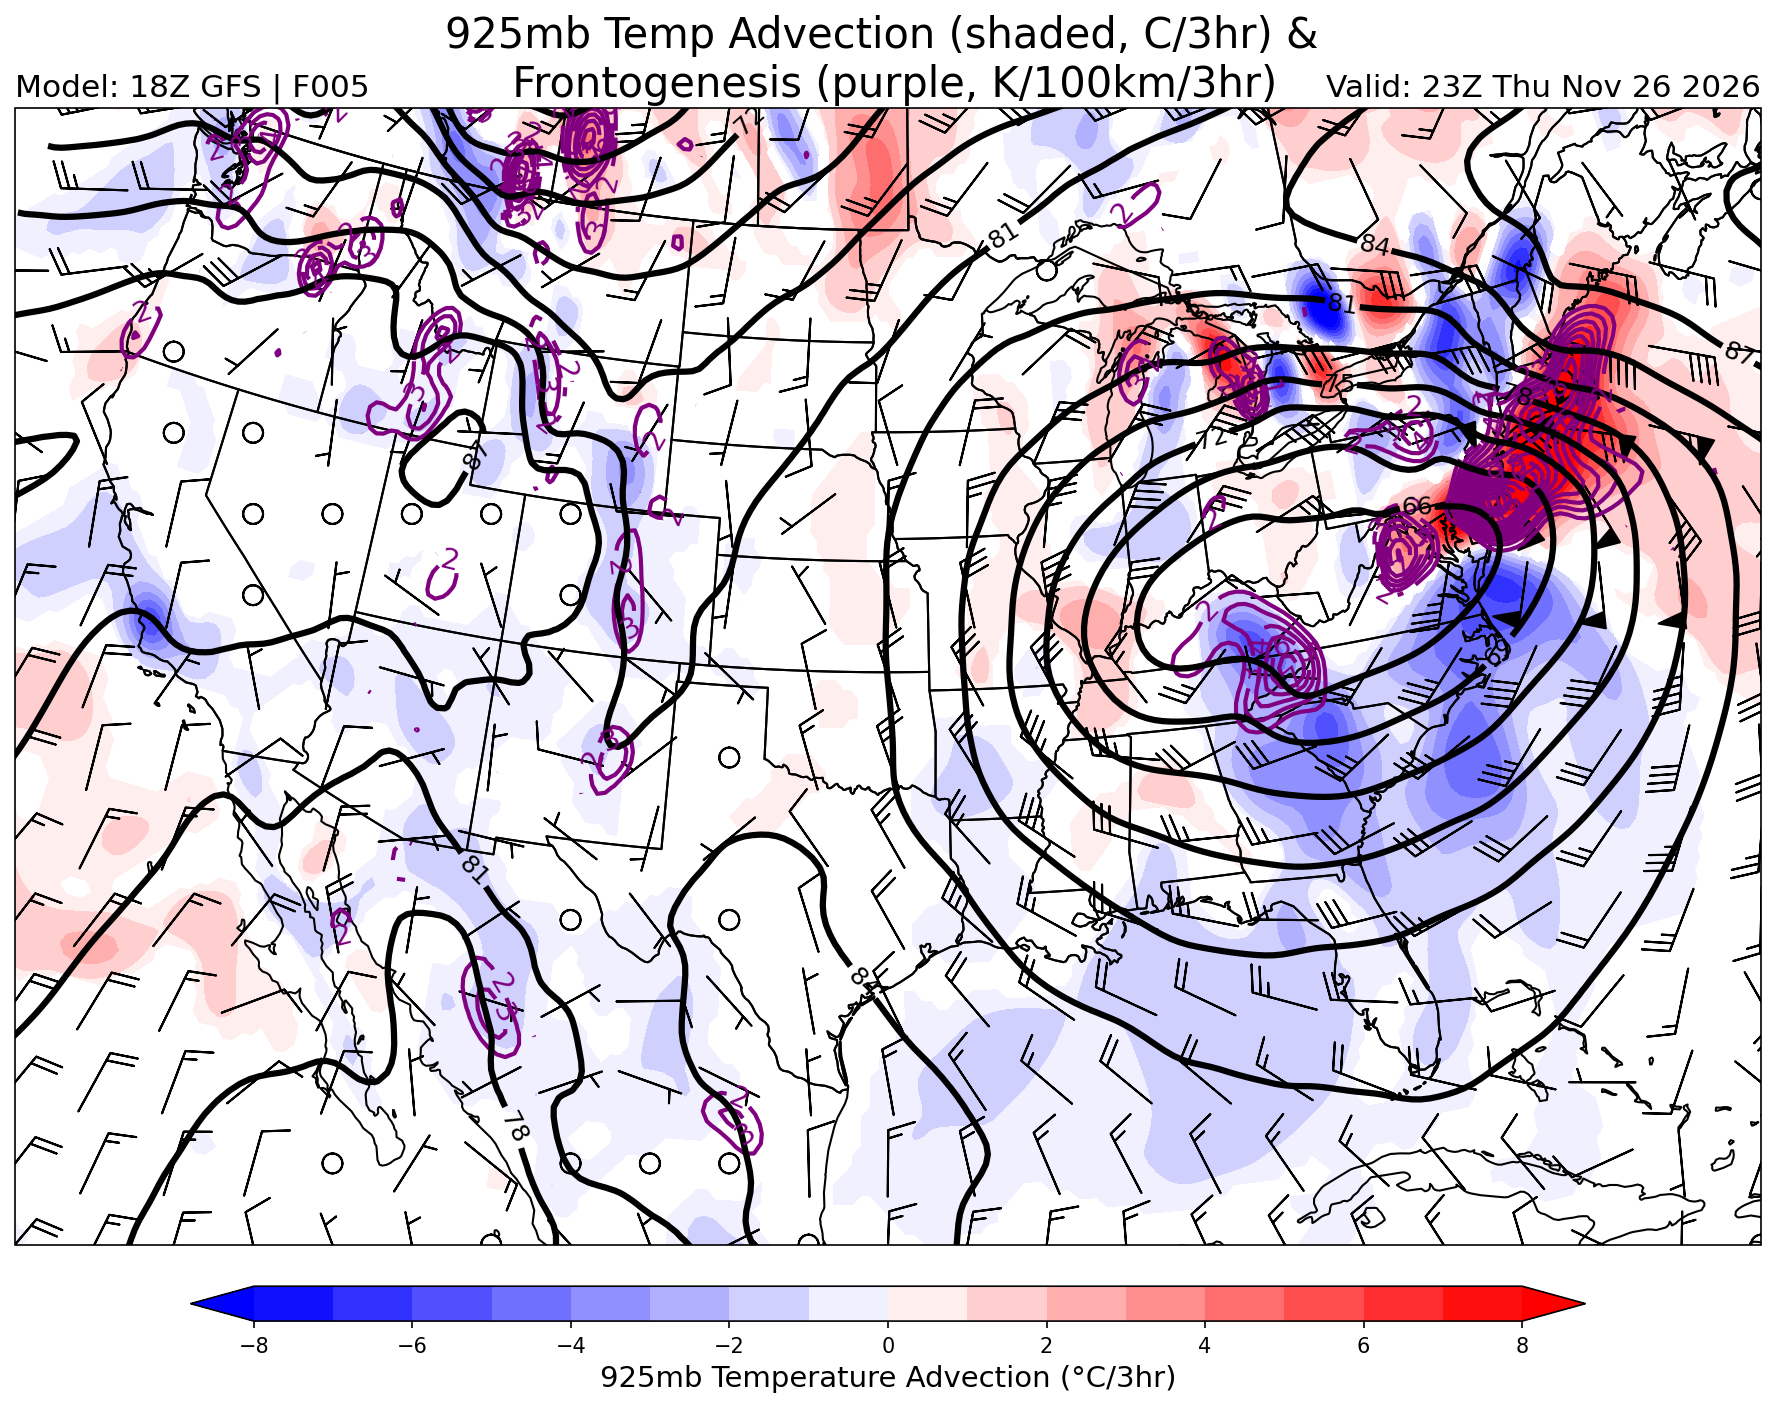 925mb Temp Advection (shaded, C/3hr) &
Frontogenesis (purple, K/100km/3hr)
Model: 18Z GFS | F005
Valid: 23Z Thu Nov 26 2026
72
81
84
81
87
75
72
87
66
69
81
84
78
−8 −6 −4 −2 0 2 4 6 8
925mb Temperature Advection (°C/3hr)